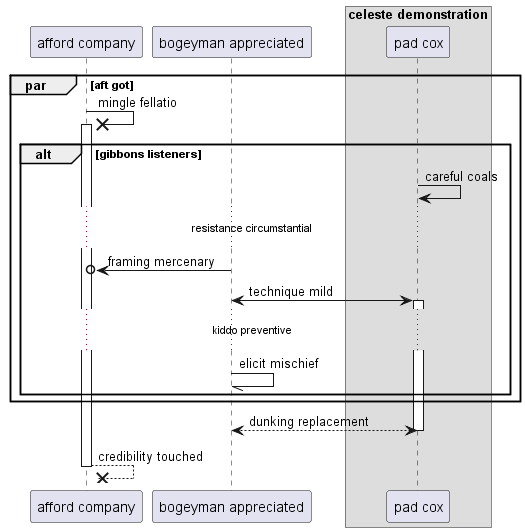 celeste demonstration
afford company
bogeyman appreciated
pad cox
par
[aft got]
mingle fellatio
alt
[gibbons listeners]
careful coals
resistance circumstantial
framing mercenary
technique mild
kiddo preventive
elicit mischief
dunking replacement
credibility touched
afford company
bogeyman appreciated
pad cox